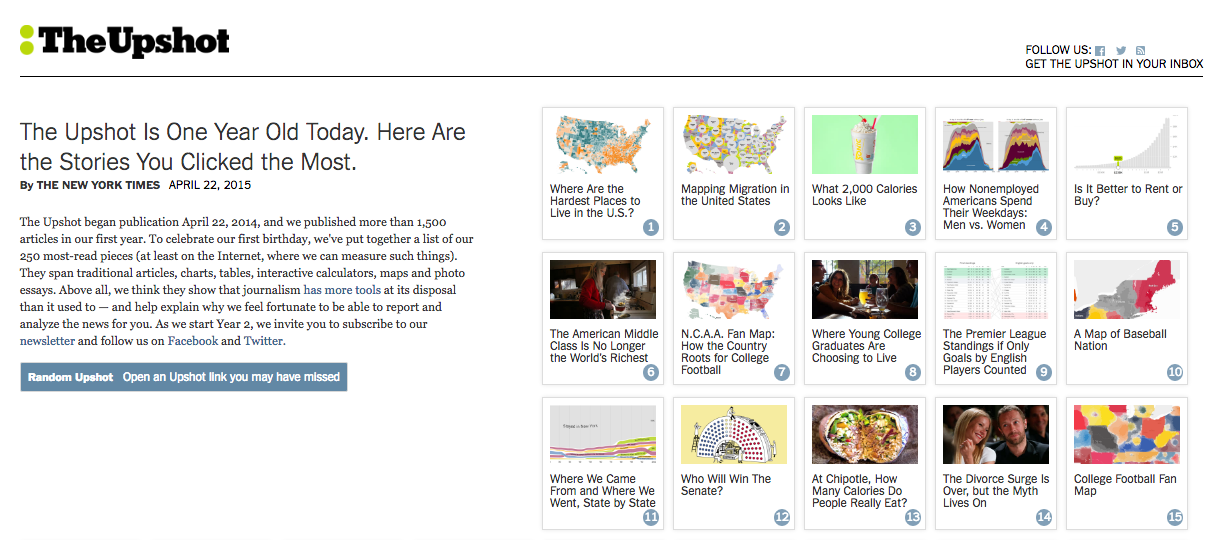 The Upshot
FOLLOW US:
GET THE UPSHOT IN YOUR INBOX
The Upshot Is One Year Old Today. Here Are
the Stories You Clicked the Most.
By THE NEW YORK TIMES APRIL 22, 2015
The Upshot began publication April 22, 2014, and we published more than 1,500
articles in our first year. To celebrate our first birthday, we've put together a list of our
250 most-read pieces (at least on the Internet, where we can measure such things).
They span traditional articles, charts, tables, interactive calculators, maps and photo
essays. Above all, we think they show that journalism has more tools at its disposal
than it used to — and help explain why we feel fortunate to be able to report and
analyze the news for you. As we start Year 2, we invite you to subscribe to our
newsletter and follow us on Facebook and Twitter.
Random Upshot Open an Upshot link you may have missed
Where Are the
Hardest Places to
Live in the U.S.?
1
Mapping Migration in
the United States
2
What 2,000 Calories
Looks Like
3
How Nonemployed
Americans Spend
Their Weekdays:
Men vs. Women
4
Is It Better to Rent or
Buy?
5
The American Middle
Class Is No Longer
the World's Richest
6
N.C.A.A. Fan Map:
How the Country
Roots for College
Football
7
Where Young College
Graduates Are
Choosing to Live
8
The Premier League
Standings if Only
Goals by English
Players Counted
9
A Map of Baseball
Nation
10
Where We Came
From and Where We
Went, State by State
11
Who Will Win The
Senate?
12
At Chipotle, How
Many Calories Do
People Really Eat?
13
The Divorce Surge Is
Over, but the Myth
Lives On
14
College Football Fan
Map
15